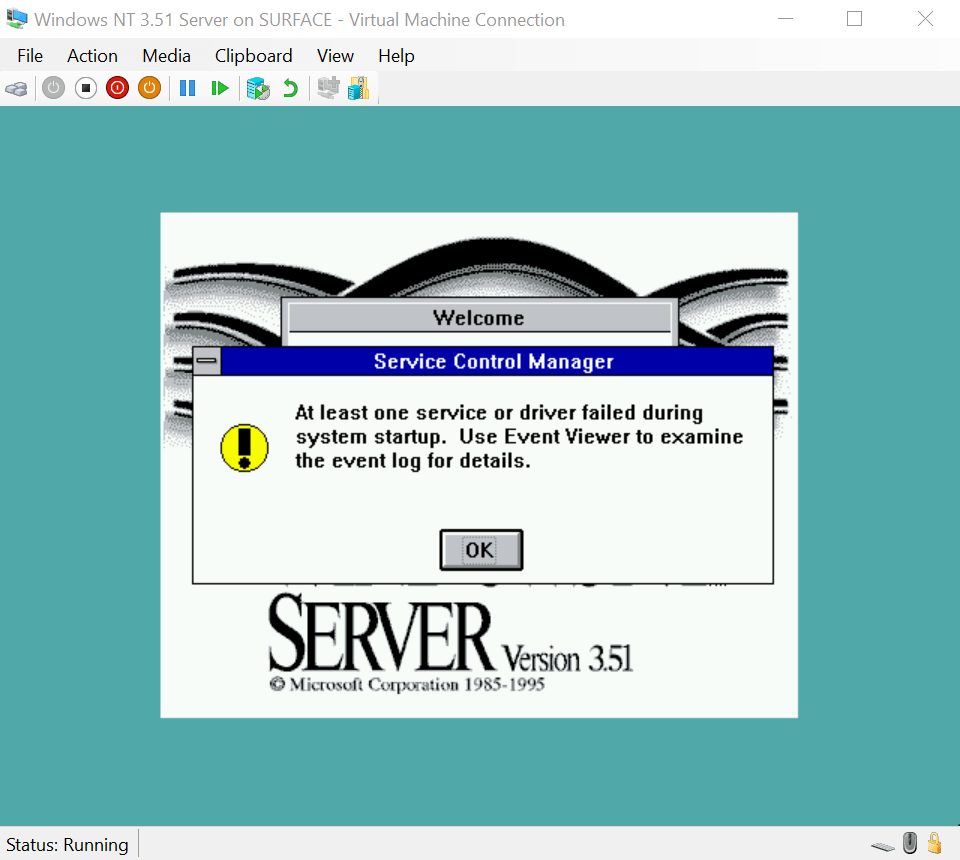 Windows NT 3.51 Server on SURFACE - Virtual Machine Connection
File Action Media Clipboard View Help
Welcome
Service Control Manager
At least one service or driver failed during
system startup.  Use Event Viewer to examine
the event log for details.
OK
SERVER Version 3.51
© Microsoft Corporation 1985-1995
Status: Running